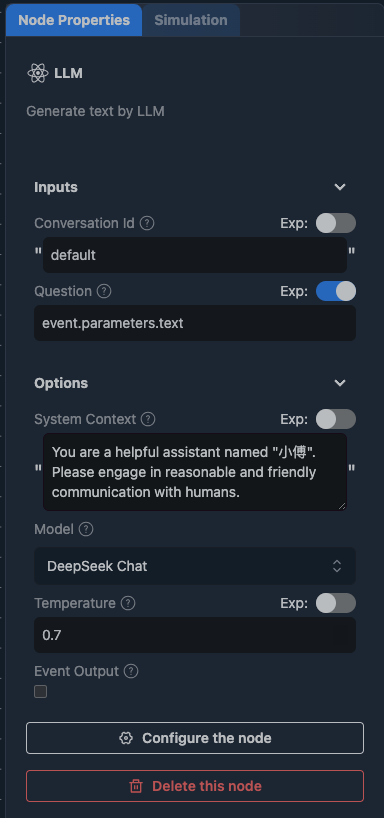 Node Properties Simulation
LLM
Generate text by LLM
Inputs
Conversation Id ? Exp:
" default "
Question ? Exp:
event.parameters.text
Options
System Context ? Exp:
You are a helpful assistant named "小傅".
" Please engage in reasonable and friendly "
communication with humans.
Model ?
DeepSeek Chat
Temperature ? Exp:
0.7
Event Output ?
Configure the node
Delete this node